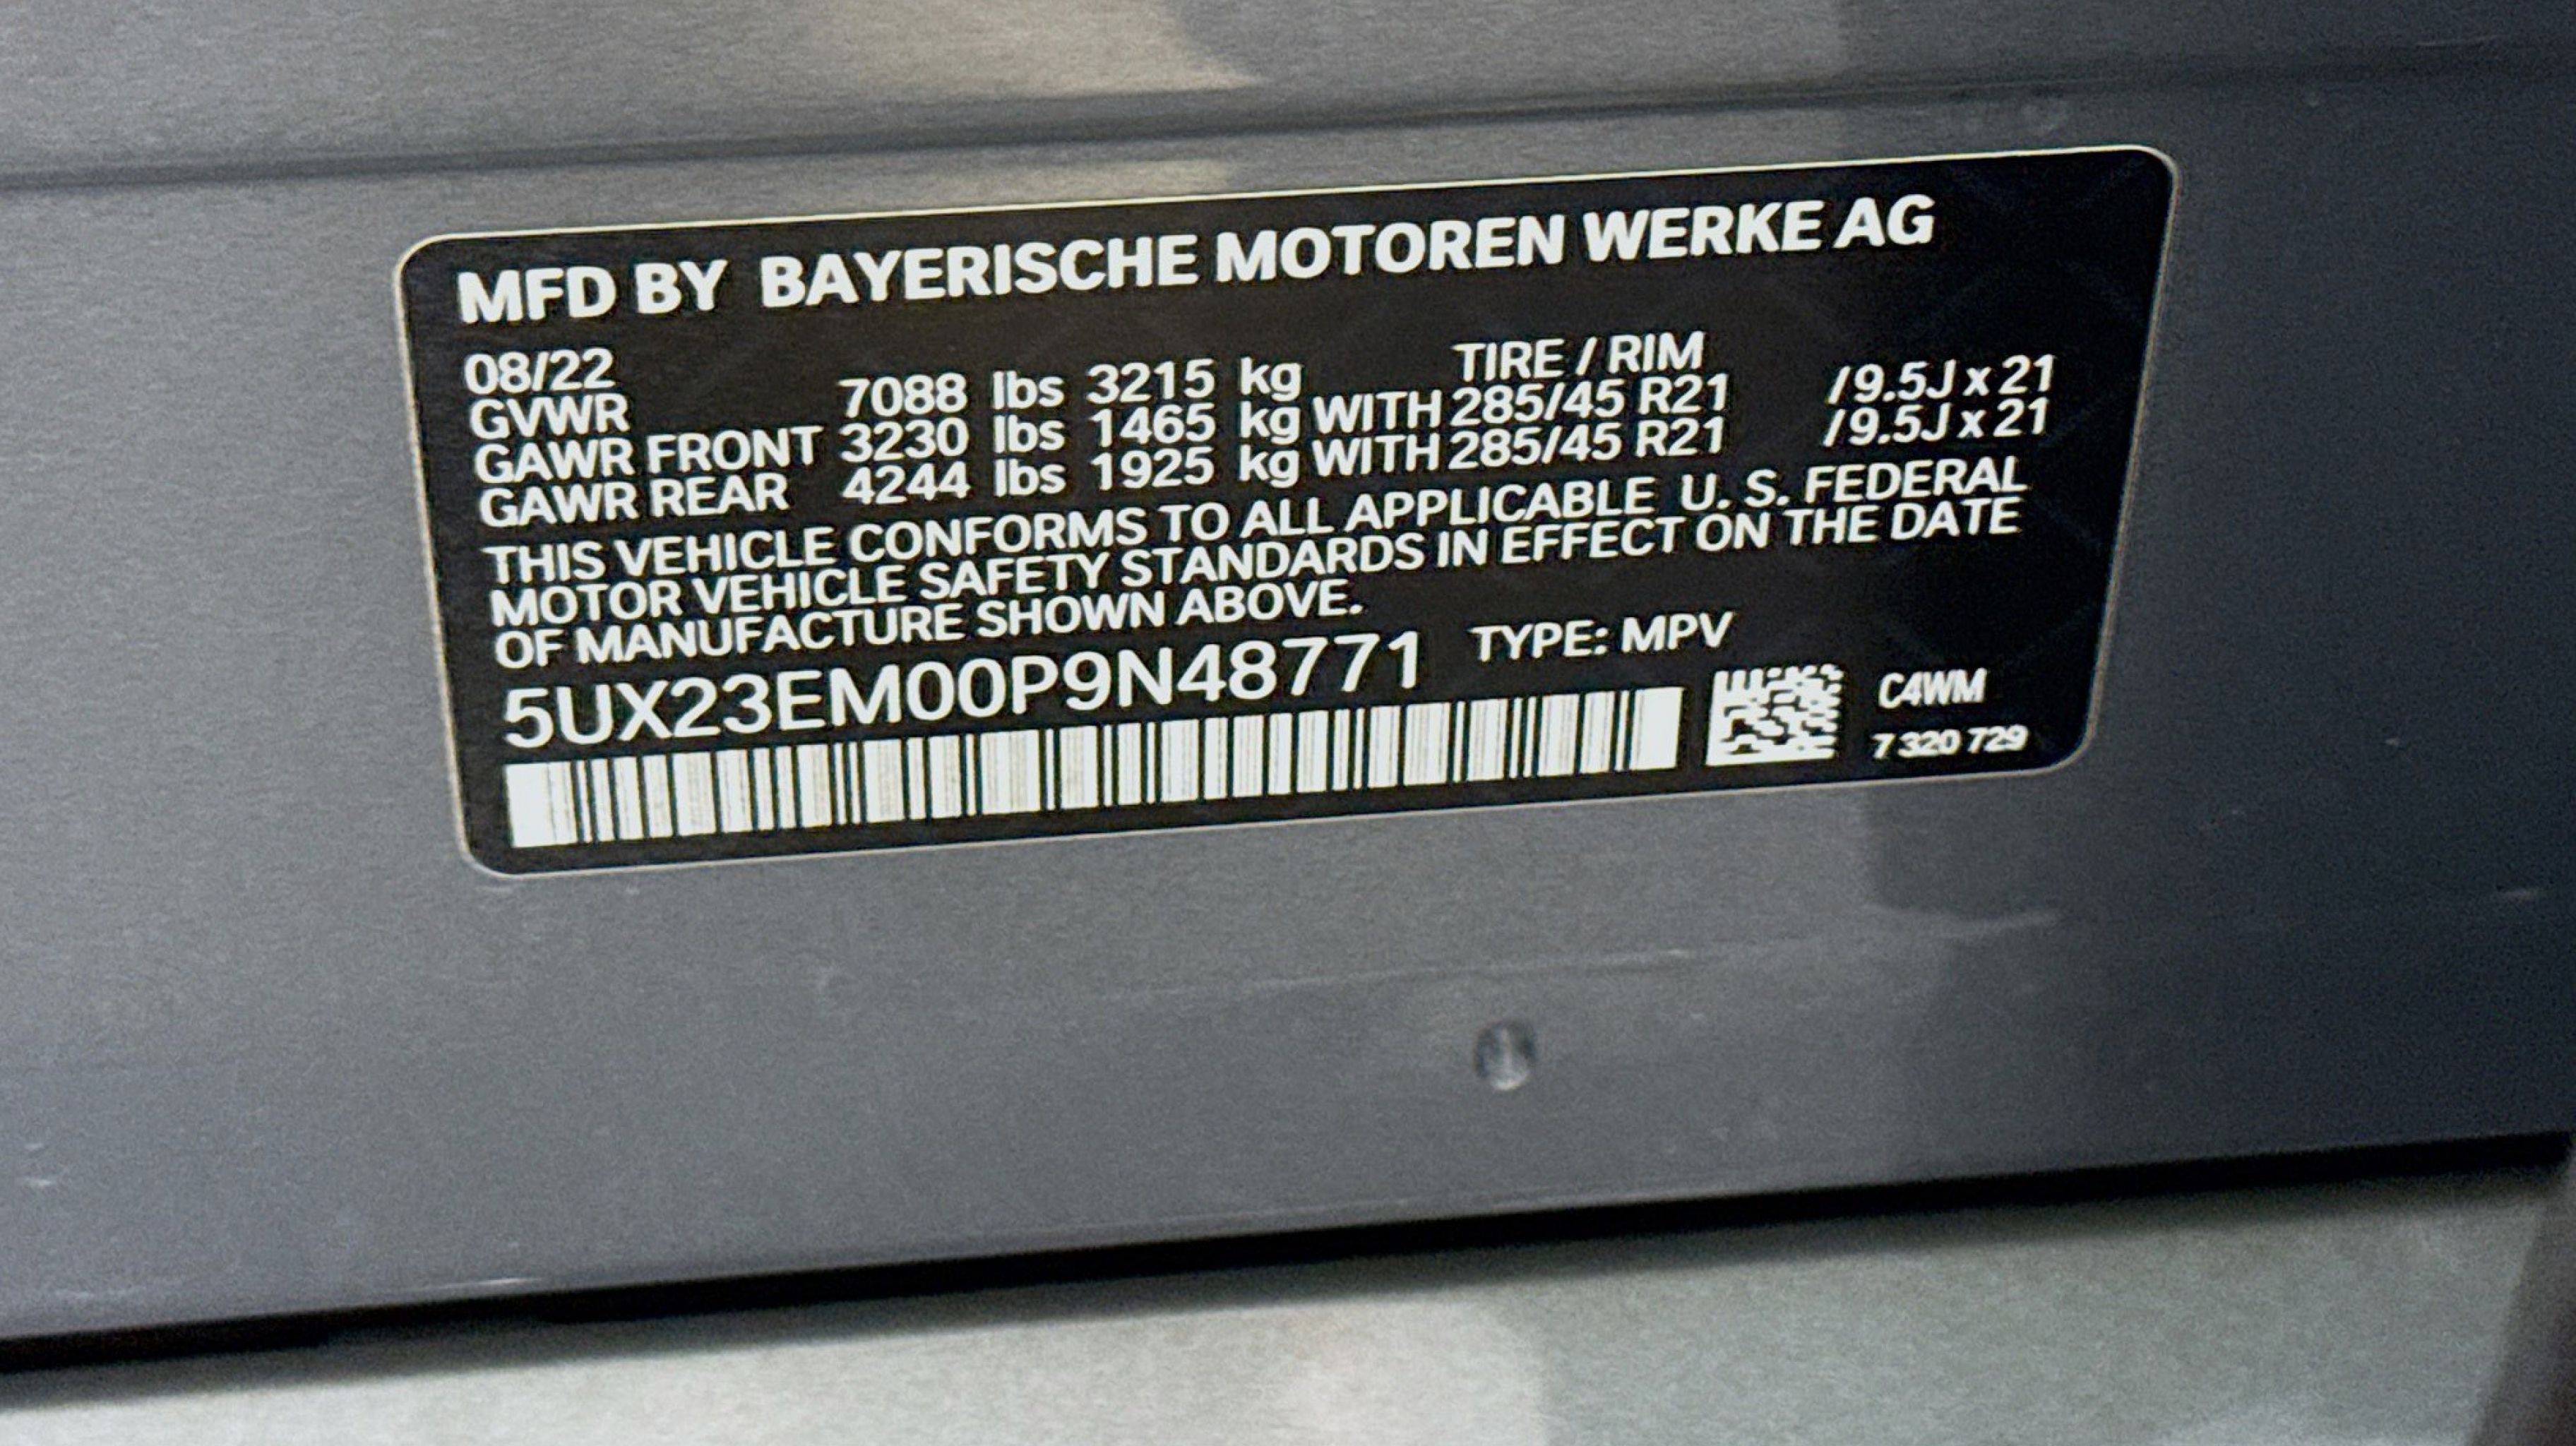 MFD BY BAYERISCHE MOTOREN WERKE AG
08/22 TIRE / RIM
GVWR 7088 lbs 3215 kg
GAWR FRONT 3230 lbs 1465 kg WITH 285/45 R21 /9.5J x 21
GAWR REAR 4244 lbs 1925 kg WITH 285/45 R21 /9.5J x 21
THIS VEHICLE CONFORMS TO ALL APPLICABLE U. S. FEDERAL
MOTOR VEHICLE SAFETY STANDARDS IN EFFECT ON THE DATE
OF MANUFACTURE SHOWN ABOVE.
5UX23EM00P9N48771 TYPE: MPV
C4WM
7 320 729